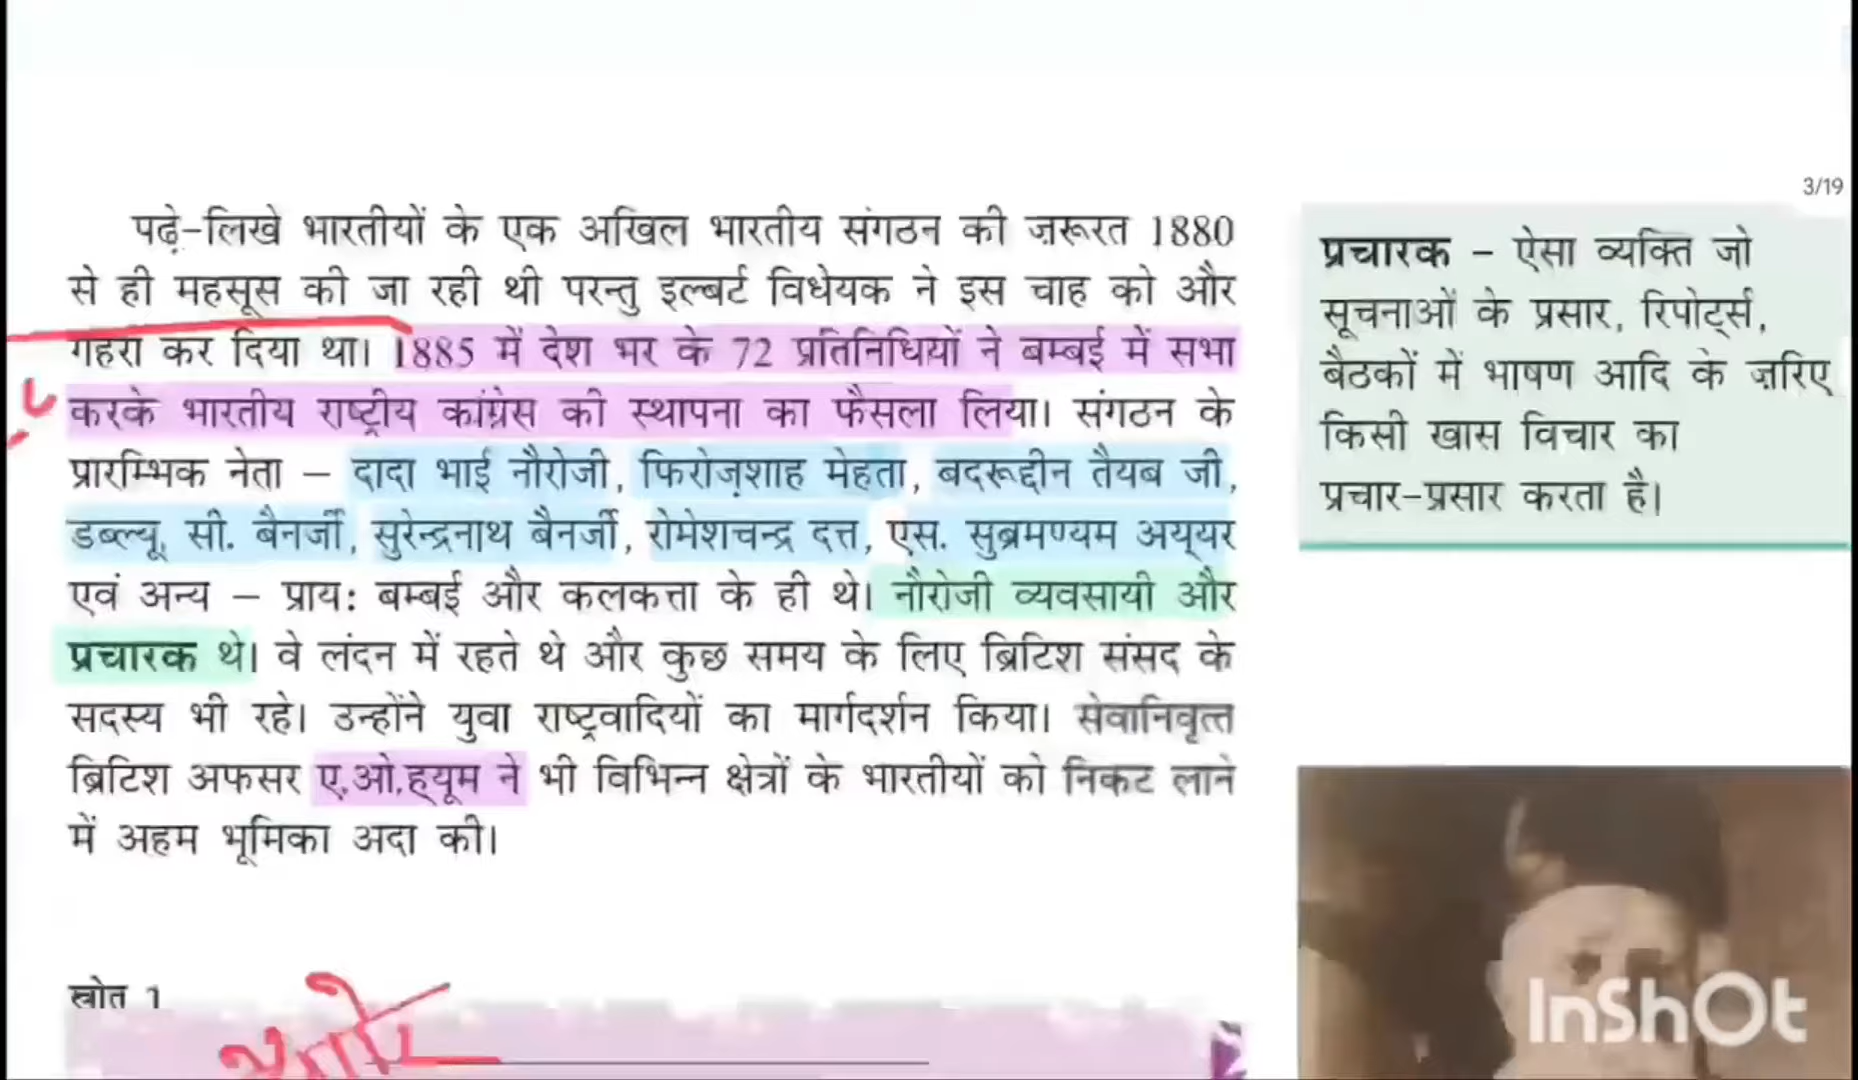 3/19
पढ़े-लिखे भारतीयों के एक अखिल भारतीय संगठन की ज़रूरत 1880
से ही महसूस की जा रही थी परन्तु इल्बर्ट विधेयक ने इस चाह को और
गहरा कर दिया था। 1885 में देश भर के 72 प्रतिनिधियों ने बम्बई में सभा
करके भारतीय राष्ट्रीय कांग्रेस की स्थापना का फैसला लिया। संगठन के
प्रारम्भिक नेता – दादा भाई नौरोजी, फिरोज़शाह मेहता, बदरूद्दीन तैयब जी,
डब्ल्यू. सी. बैनर्जी, सुरेन्द्रनाथ बैनर्जी, रोमेशचन्द्र दत्त, एस. सुब्रमण्यम अय्यर
एवं अन्य – प्राय: बम्बई और कलकत्ता के ही थे। नौरोजी व्यवसायी और
प्रचारक थे। वे लंदन में रहते थे और कुछ समय के लिए ब्रिटिश संसद के
सदस्य भी रहे। उन्होंने युवा राष्ट्रवादियों का मार्गदर्शन किया। सेवानिवृत्त
ब्रिटिश अफसर ए.ओ.ह्यूम ने भी विभिन्न क्षेत्रों के भारतीयों को निकट लाने
में अहम भूमिका अदा की।
प्रचारक – ऐसा व्यक्ति जो
सूचनाओं के प्रसार, रिपोर्ट्स,
बैठकों में भाषण आदि के ज़रिए
किसी खास विचार का
प्रचार-प्रसार करता है।
स्रोत 1
InShOt